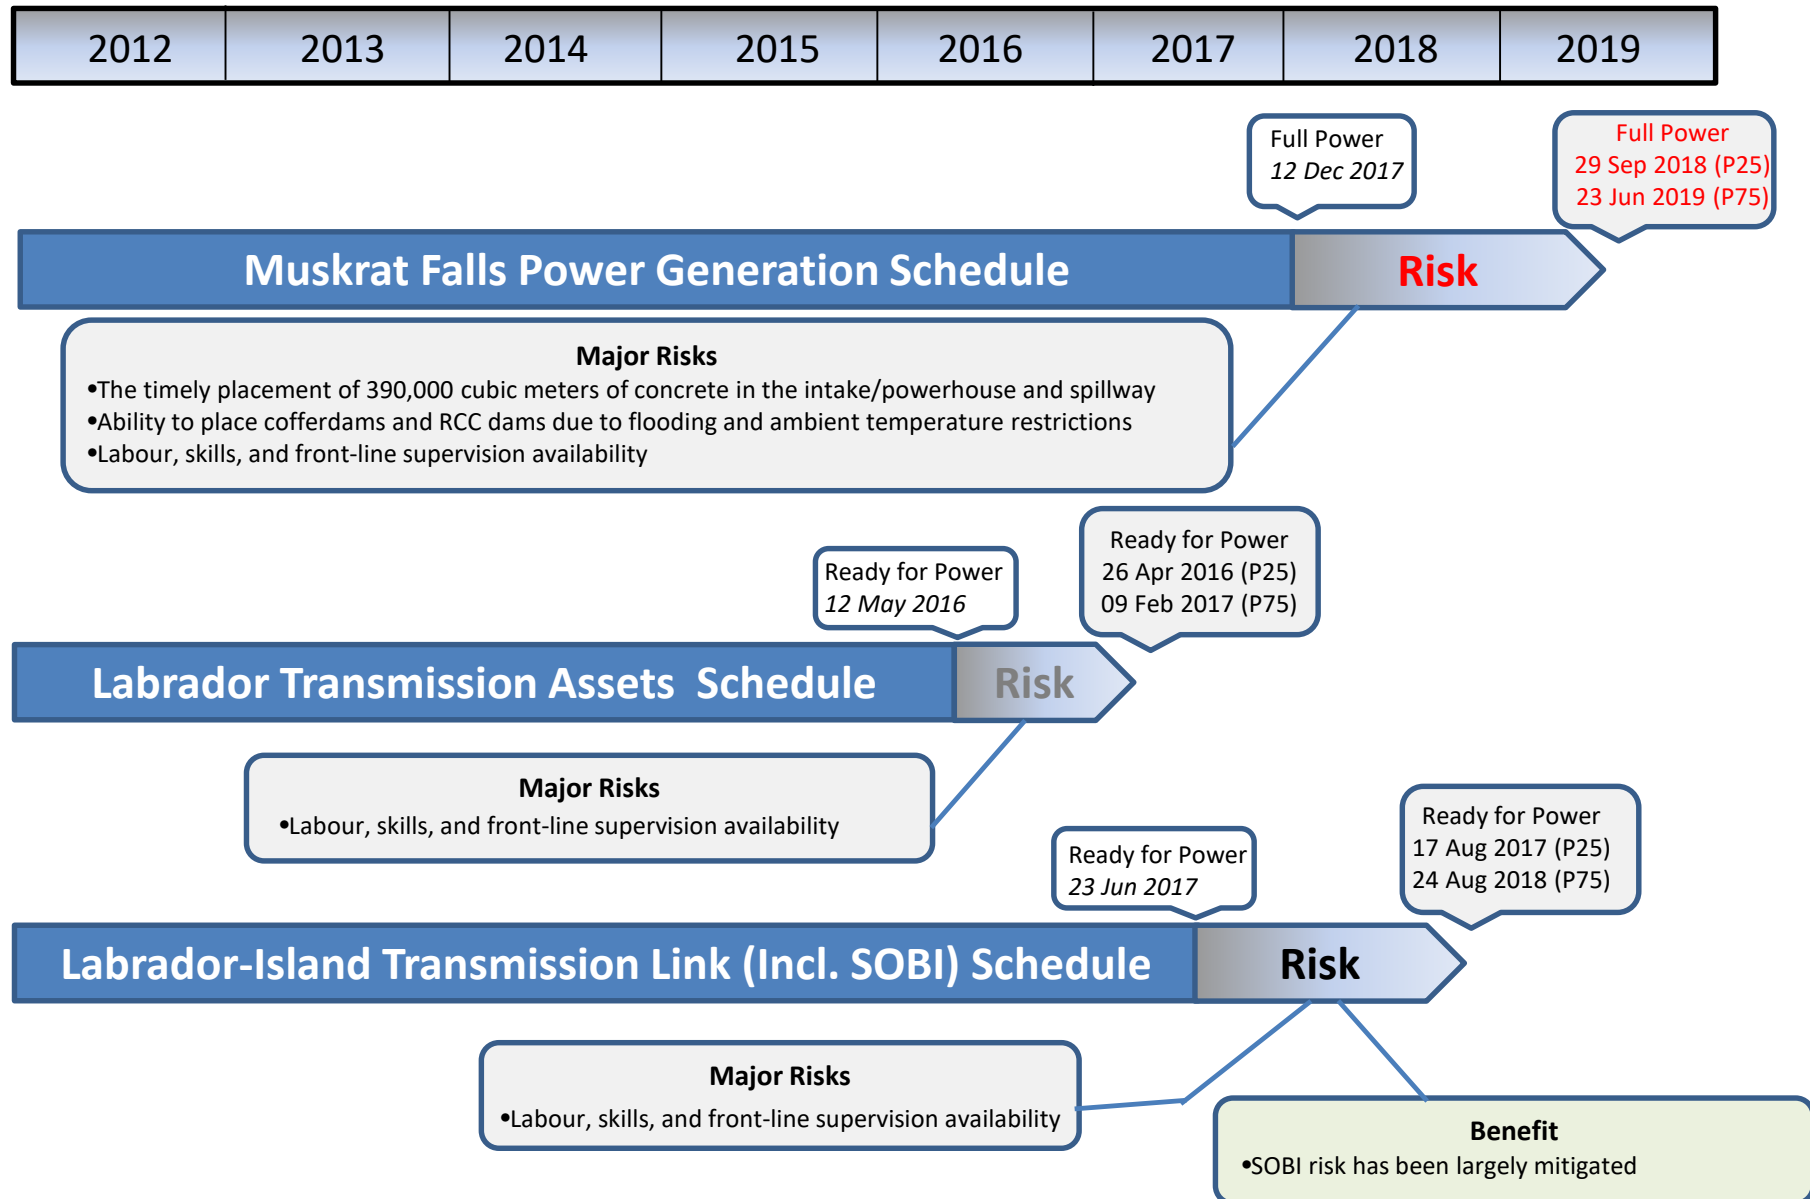 2012 2013 2014 2015 2016 2017 2018 2019
Full Power
12 Dec 2017
Full Power
29 Sep 2018 (P25)
23 Jun 2019 (P75)
Muskrat Falls Power Generation Schedule
Risk
Major Risks
•The timely placement of 390,000 cubic meters of concrete in the intake/powerhouse and spillway
•Ability to place cofferdams and RCC dams due to flooding and ambient temperature restrictions
•Labour, skills, and front-line supervision availability
Ready for Power
12 May 2016
Ready for Power
26 Apr 2016 (P25)
09 Feb 2017 (P75)
Labrador Transmission Assets  Schedule
Risk
Major Risks
•Labour, skills, and front-line supervision availability
Ready for Power
23 Jun 2017
Ready for Power
17 Aug 2017 (P25)
24 Aug 2018 (P75)
Labrador-Island Transmission Link (Incl. SOBI) Schedule
Risk
Major Risks
•Labour, skills, and front-line supervision availability
Benefit
•SOBI risk has been largely mitigated